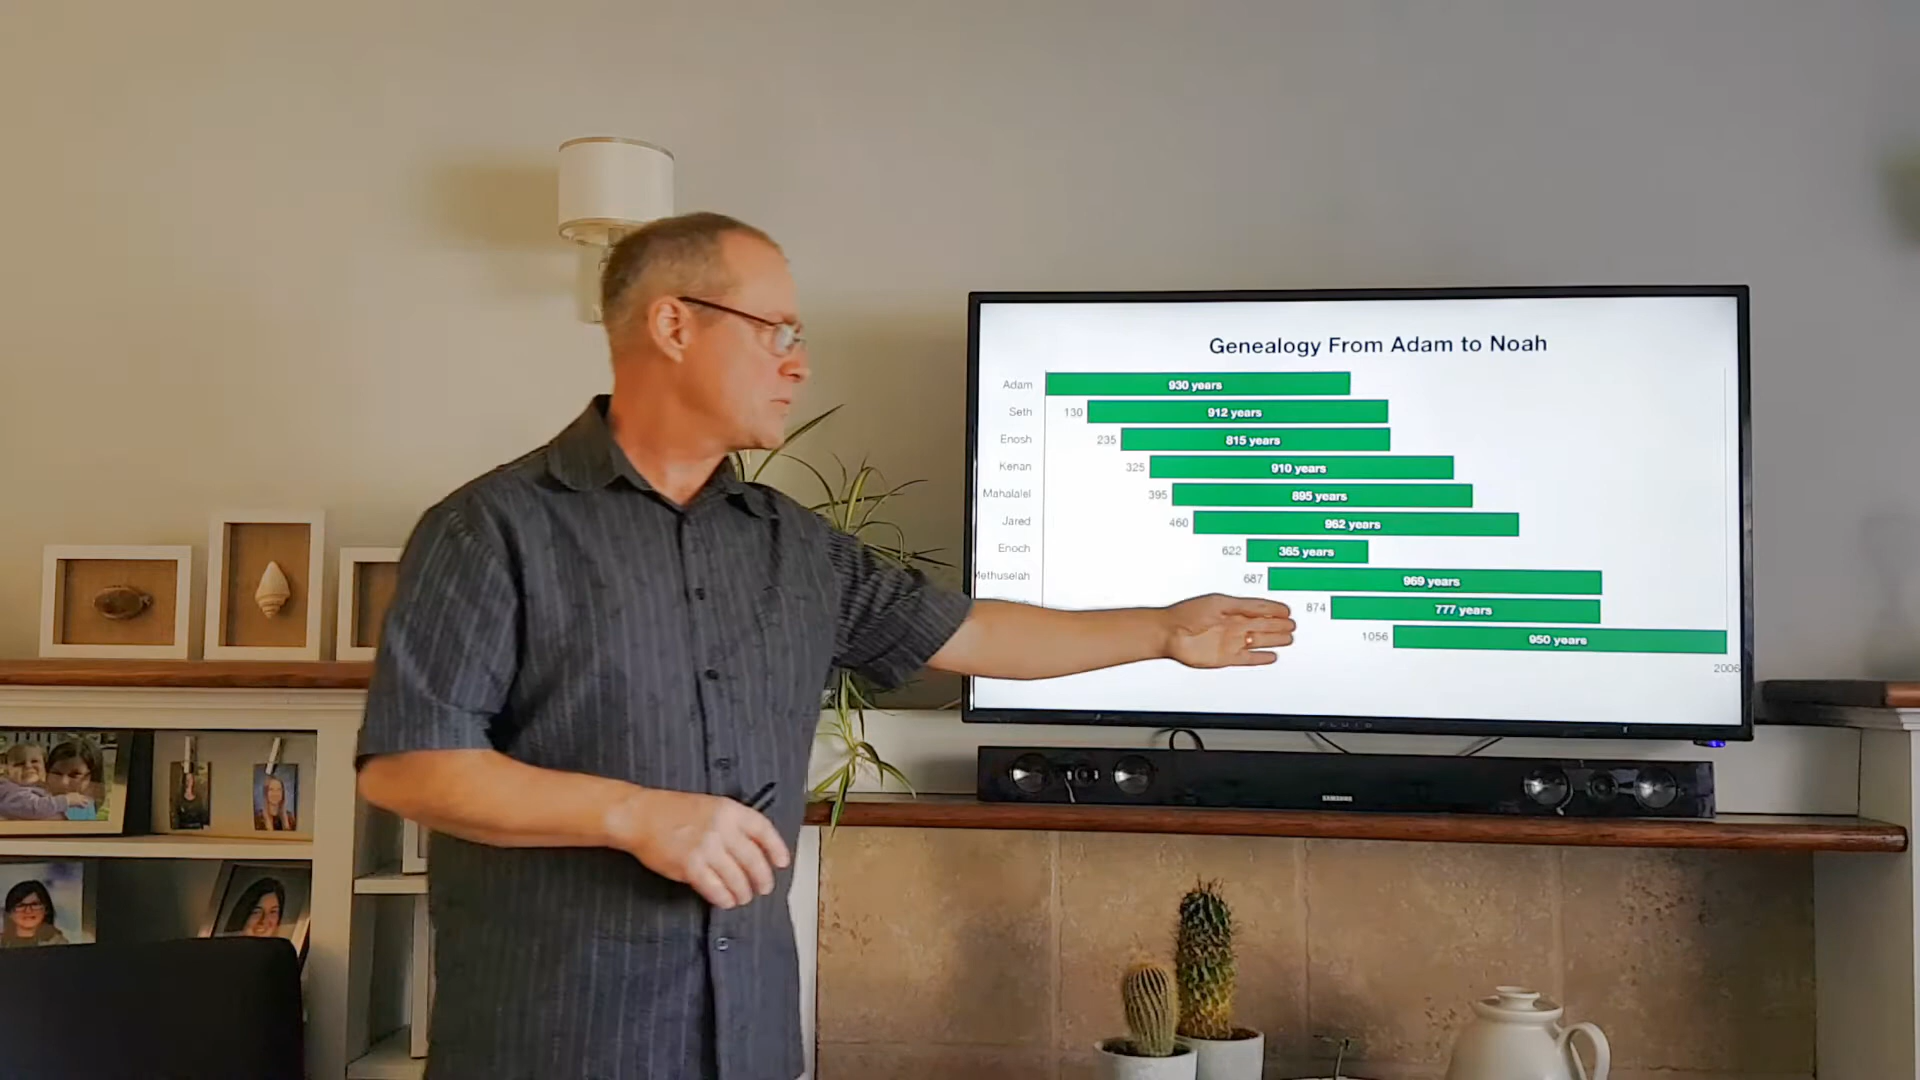 Genealogy From Adam to Noah
Adam 930 years
Seth 130 912 years
Enosh 235 815 years
Kenan 325 910 years
Mahalalel 395 895 years
Jared 460 962 years
Enoch 622 365 years
Methuselah 687 969 years
874 777 years
1056 950 years
2006
FLUID
SAMSUNG